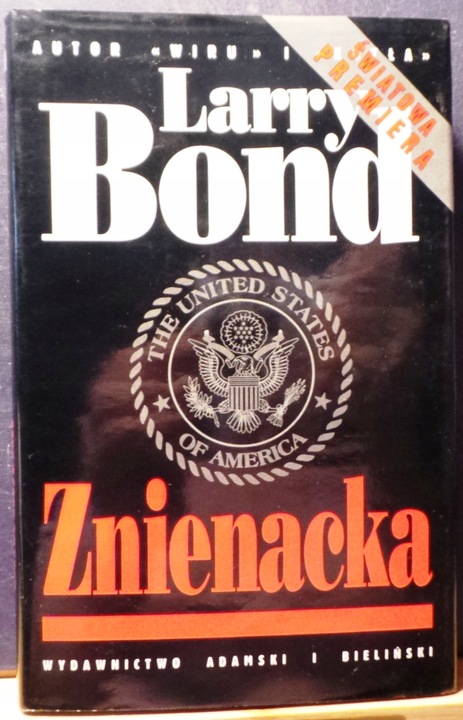 AUTOR «WIRU» I
ŚWIATOWA
PREMIERA
Larry
Bond
THE UNITED STATES
OF AMERICA
Znienacka
WYDAWNICTWO ADAMSKI I BIELIŃSKI